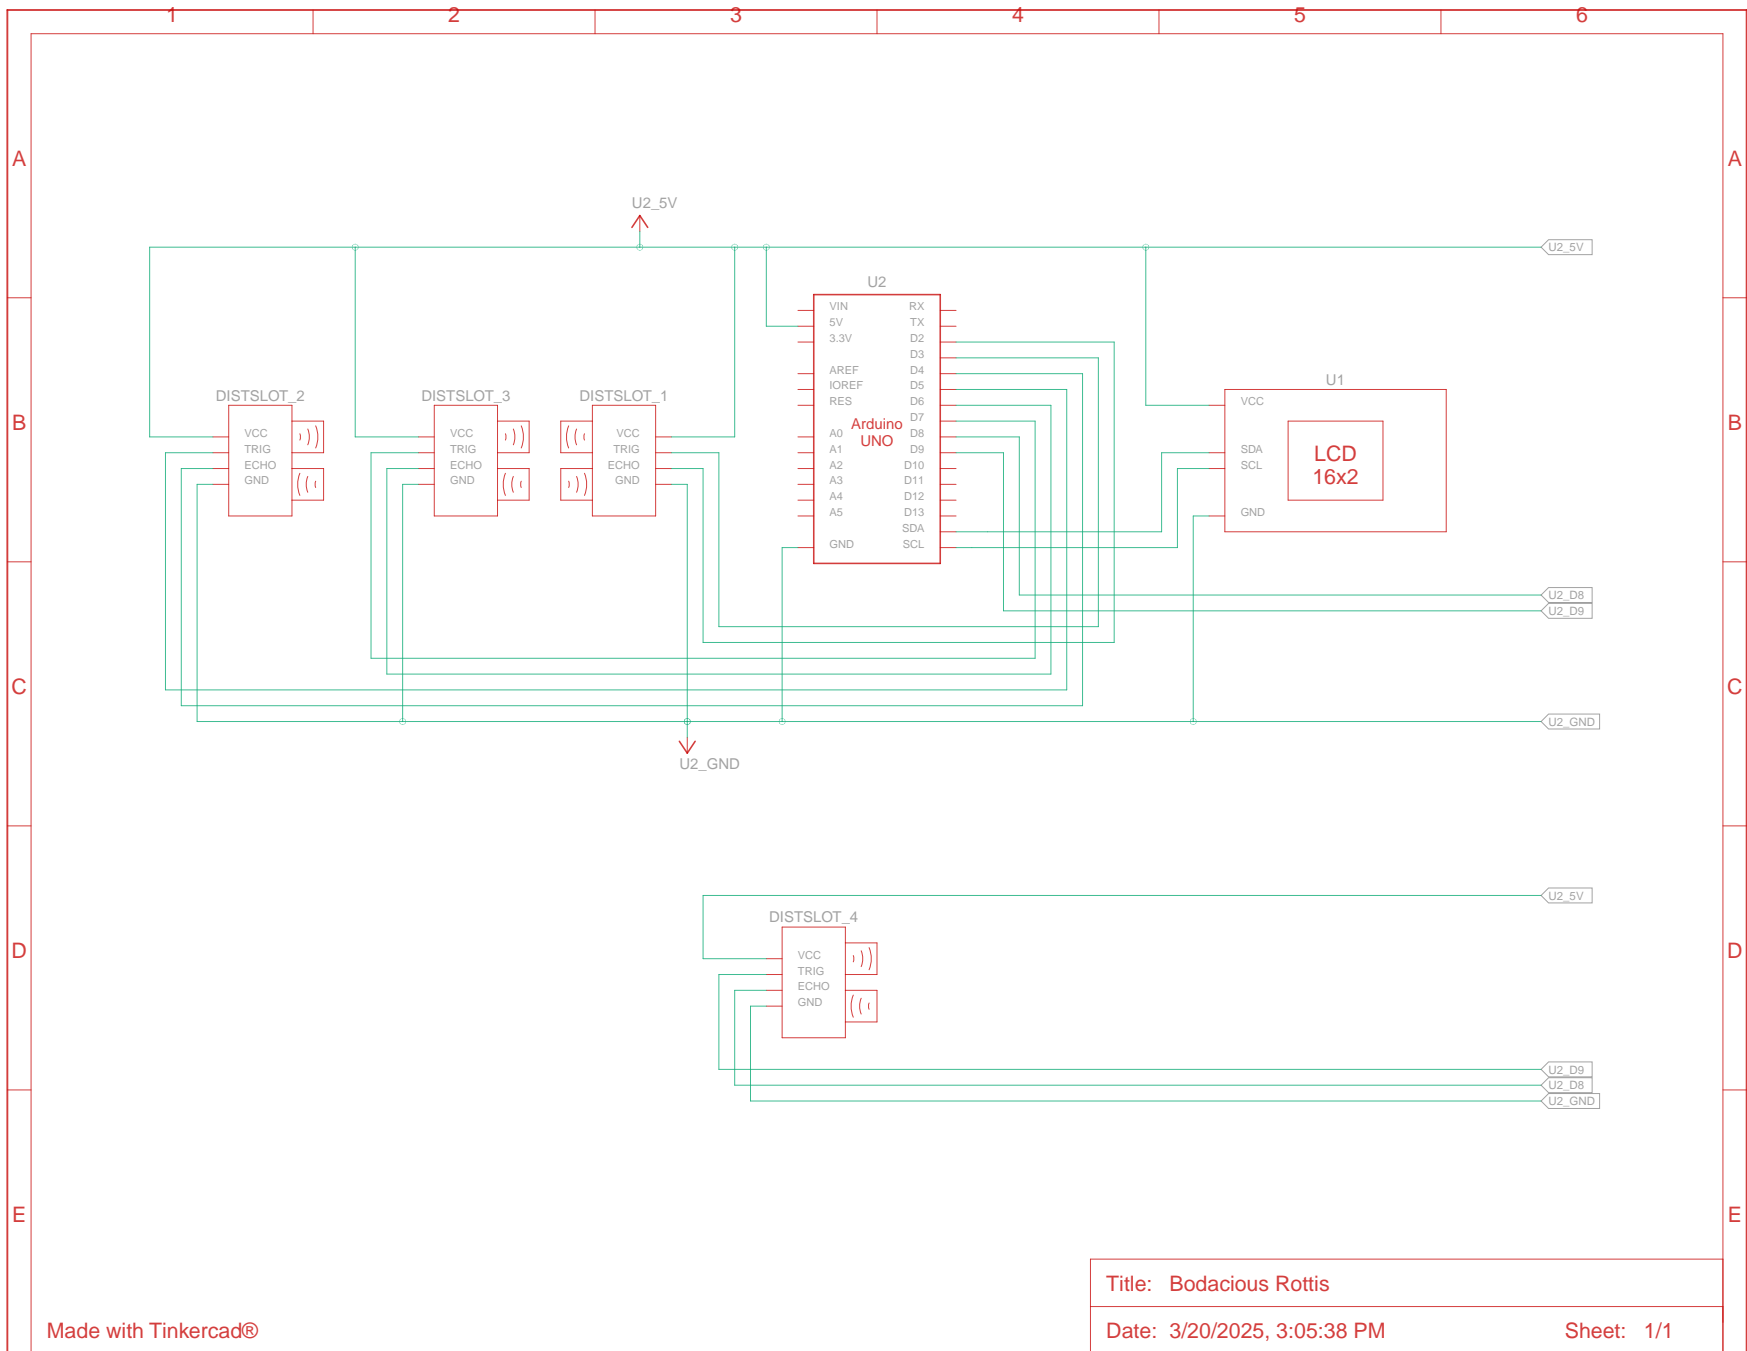 1 2 3 4 5 6
A A
U2_5V
U2_5V
U2
VIN RX
5V TX
3.3V D2
D3
AREF D4
IOREF D5
RES D6
D7
A0 D8
A1 D9
A2 D10
A3 D11
A4 D12
A5 D13
SDA
GND SCL
Arduino
UNO
B B
DISTSLOT_2
VCC
TRIG
ECHO
GND
DISTSLOT_3
VCC
TRIG
ECHO
GND
DISTSLOT_1
VCC
TRIG
ECHO
GND
U1
VCC
SDA
SCL
GND
LCD
16x2
U2_D8
U2_D9
C C
U2_GND
U2_GND
U2_5V
DISTSLOT_4
D D
VCC
TRIG
ECHO
GND
U2_D9
U2_D8
U2_GND
E E
Title: Bodacious Rottis
Made with Tinkercad®
Date: 3/20/2025, 3:05:38 PM Sheet: 1/1